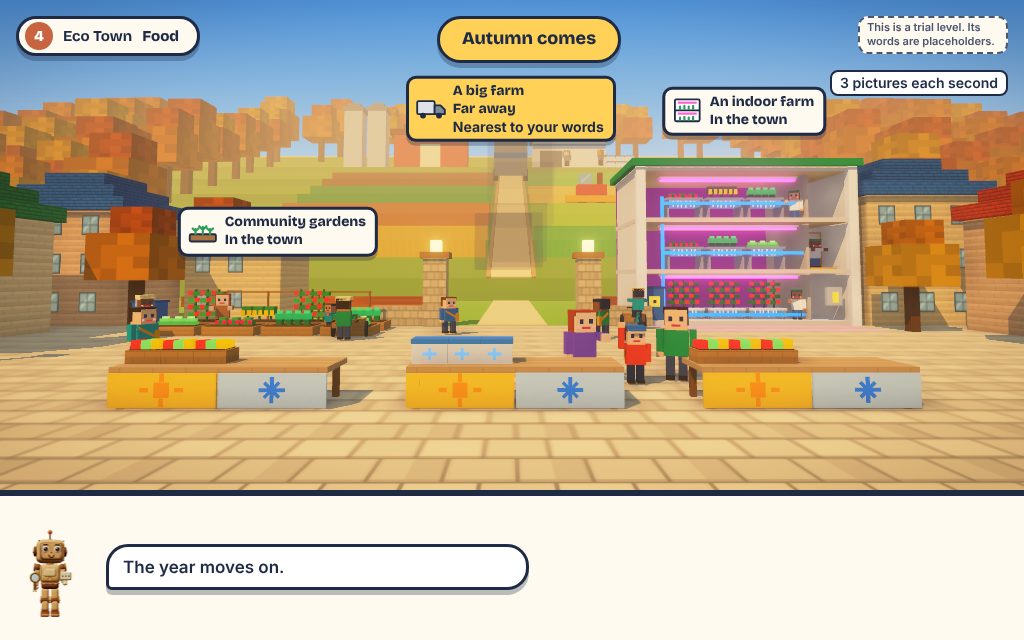 4 Eco Town Food
Autumn comes
This is a trial level. Its
words are placeholders.
3 pictures each second
A big farm
Far away
Nearest to your words
An indoor farm
In the town
Community gardens
In the town
The year moves on.